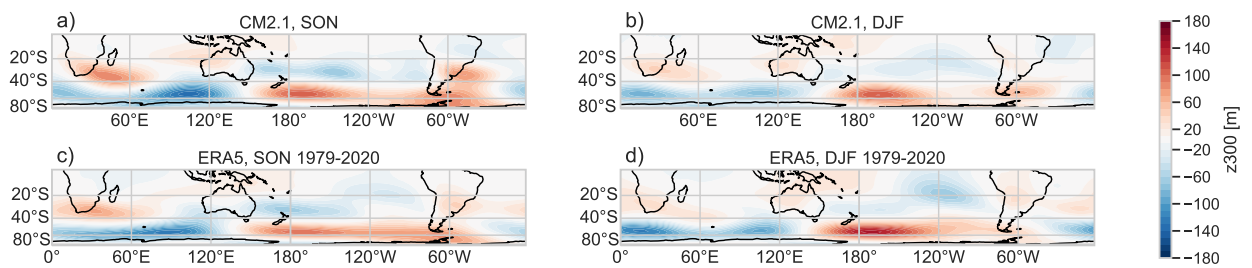 a) CM2.1, SON
20°S
40°S
80°S
60°E 120°E 180° 120°W 60°W
b) CM2.1, DJF
20°S
40°S
80°S
60°E 120°E 180° 120°W 60°W
c) ERA5, SON 1979-2020
20°S
40°S
80°S
0° 60°E 120°E 180° 120°W 60°W
d) ERA5, DJF 1979-2020
20°S
40°S
80°S
0° 60°E 120°E 180° 120°W 60°W
180
140
100
60
20
−20
−60
−100
−140
−180
z300 [m]